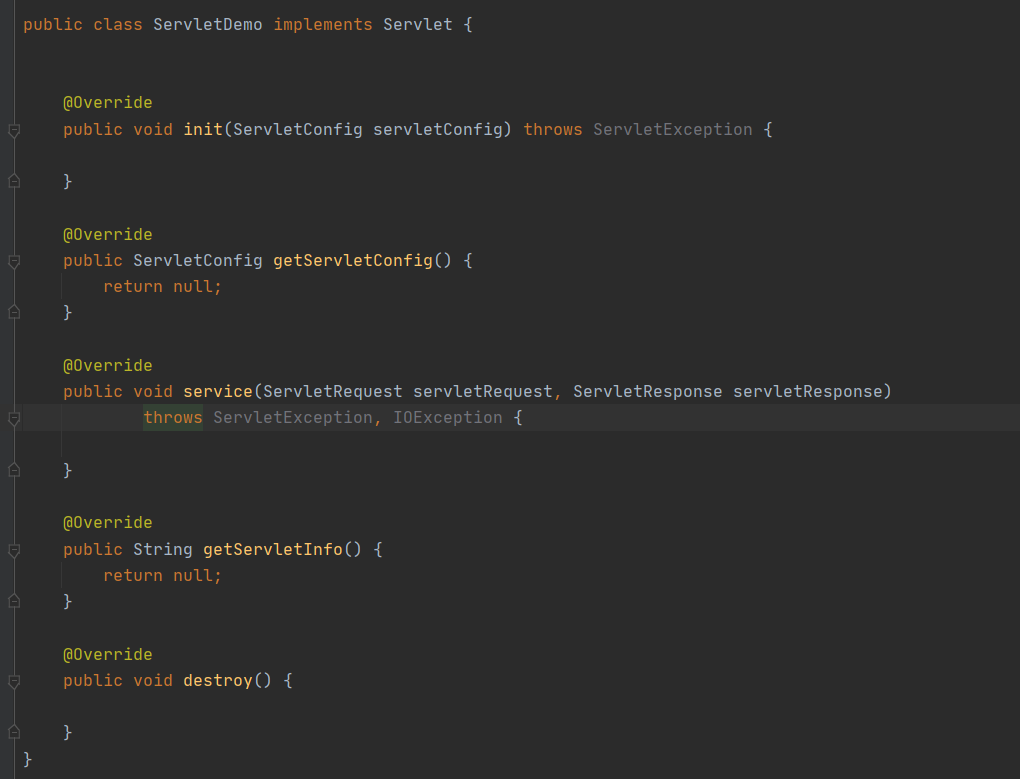 public class ServletDemo implements Servlet {
@Override
public void init(ServletConfig servletConfig) throws ServletException {
}
@Override
public ServletConfig getServletConfig() {
return null;
}
@Override
public void service(ServletRequest servletRequest, ServletResponse servletResponse)
throws ServletException, IOException {
}
@Override
public String getServletInfo() {
return null;
}
@Override
public void destroy() {
}
}